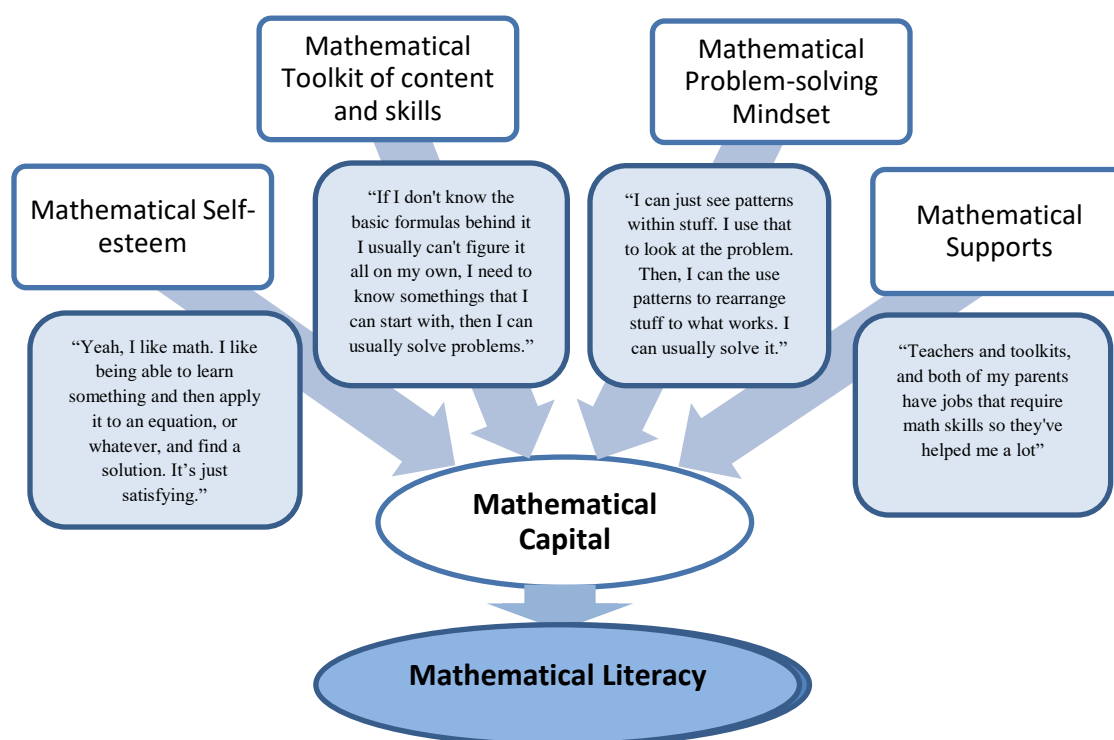 Mathematical
Toolkit of content
and skills
Mathematical
Problem-solving
Mindset
Mathematical Self-
esteem
“If I don't know the
basic formulas behind it
I usually can't figure it
all on my own, I need to
know somethings that I
can start with, then I can
usually solve problems.”
“I can just see patterns
within stuff. I use that
to look at the problem.
Then, I can the use
patterns to rearrange
stuff to what works. I
can usually solve it.”
Mathematical
Supports
“Yeah, I like math. I like
being able to learn
something and then apply
it to an equation, or
whatever, and find a
solution. It’s just
satisfying.”
“Teachers and toolkits,
and both of my parents
have jobs that require
math skills so they've
helped me a lot”
Mathematical
Capital
Mathematical Literacy